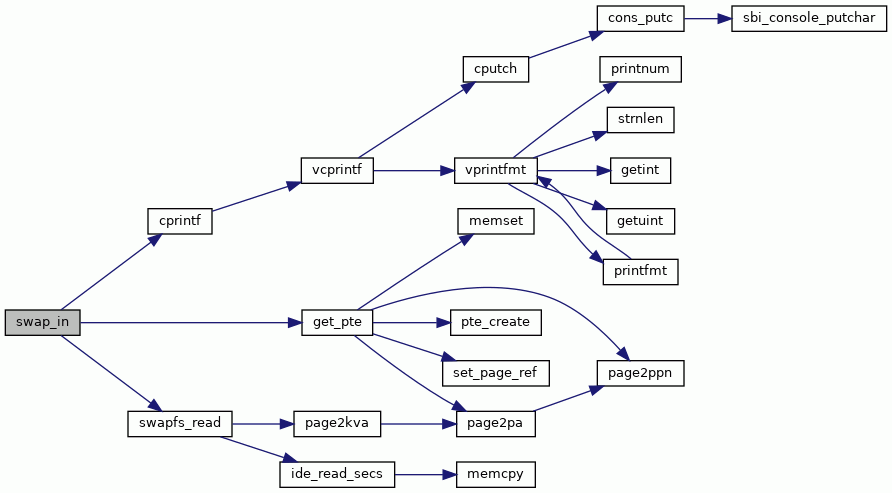 cons_putc
sbi_console_putchar
cputch
printnum
strnlen
vcprintf
vprintfmt
getint
cprintf
memset
getuint
printfmt
swap_in
get_pte
pte_create
set_page_ref
page2ppn
swapfs_read
page2kva
page2pa
ide_read_secs
memcpy